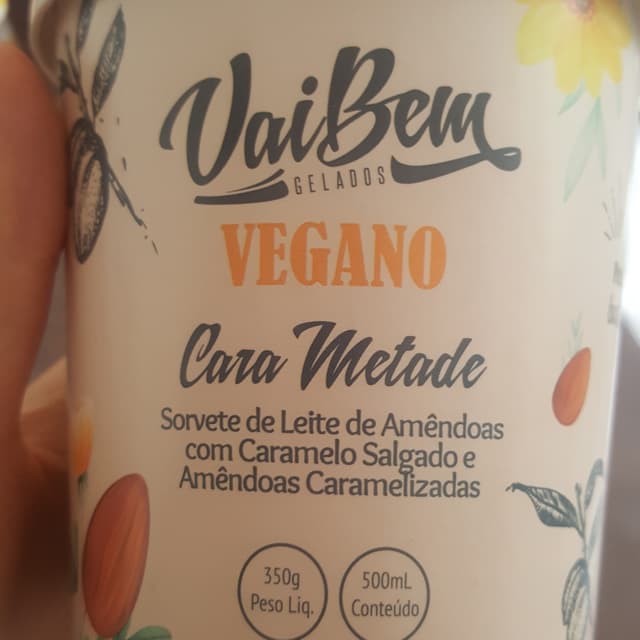 VaiBem
GELADOS
VEGANO
Cara Metade
Sorvete de Leite de Amêndoas
com Caramelo Salgado e
Amêndoas Caramelizadas
350g
Peso Liq.
500mL
Conteúdo